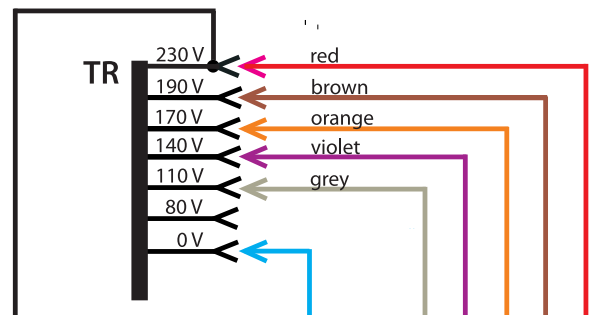 230 V red
TR
190 V brown
170 V orange
140 V violet
110 V grey
80 V
0 V